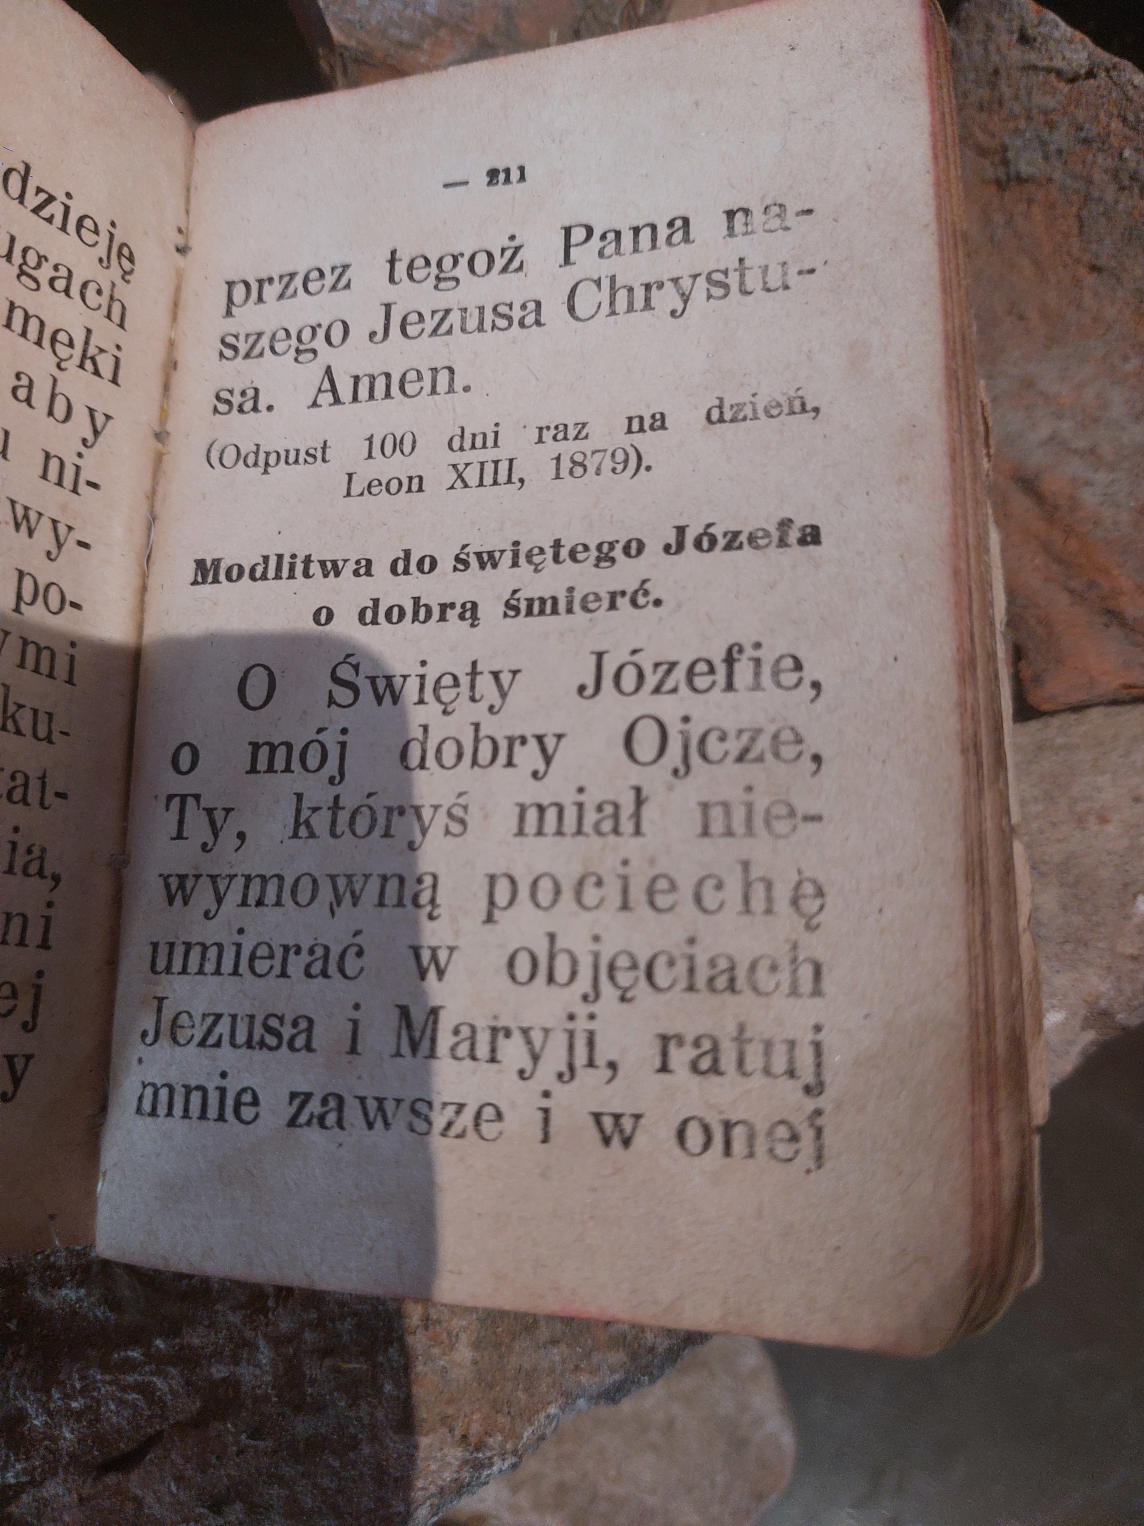 dzieję
ugach
męki
aby
ni-
wy-
po-
ymi
ku-
at-
ia,
ni
ej
y
— 211
przez tegoż Pana na-
szego Jezusa Chrystu-
sa. Amen.
(Odpust 100 dni raz na dzień,
Leon XIII, 1879).
Modlitwa do świętego Józefa
o dobrą śmierć.
O Święty Józefie,
o mój dobry Ojcze,
Ty, któryś miał nie-
wymowną pociechę
umierać w objęciach
Jezusa i Maryji, ratuj
mnie zawsze i w onej